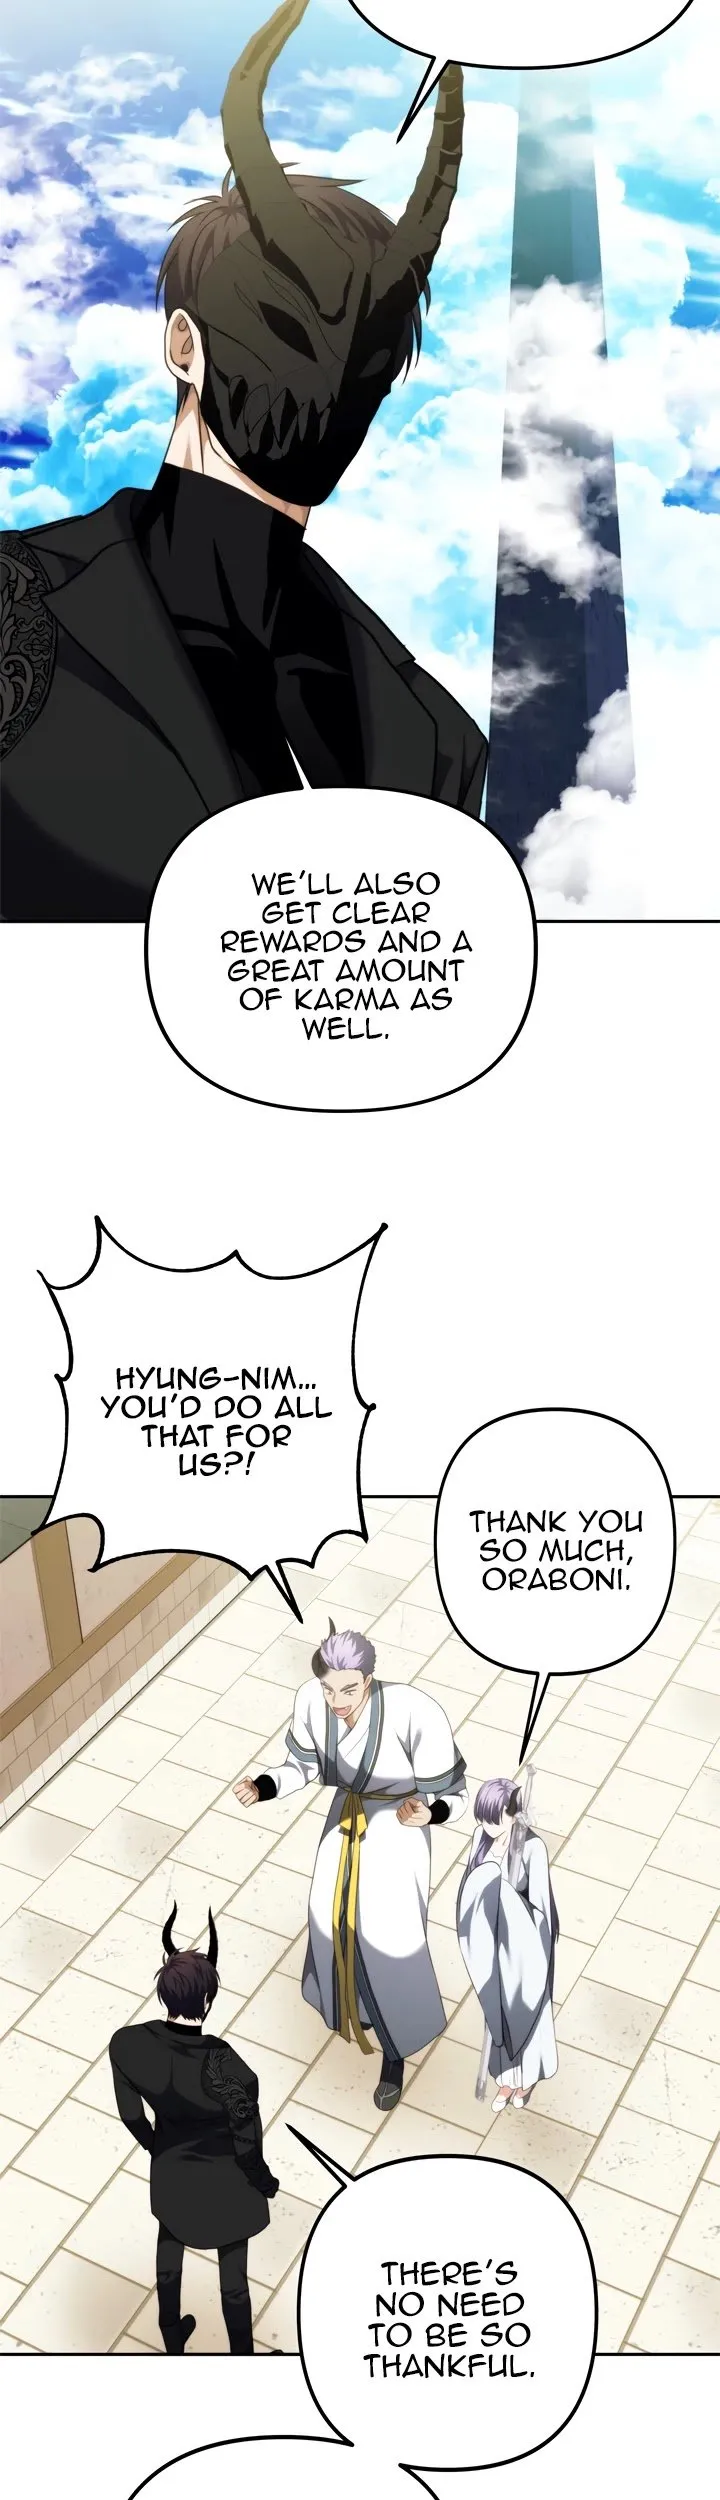 WE'LL ALSO
GET CLEAR
REWARDS AND A
GREAT AMOUNT
OF KARMA AS
WELL.
HYUNG-NIM...
YOU'D DO ALL
THAT FOR
US?!
THANK YOU
SO MUCH,
ORABONI.
THERE'S
NO NEED
TO BE SO
THANKFUL.